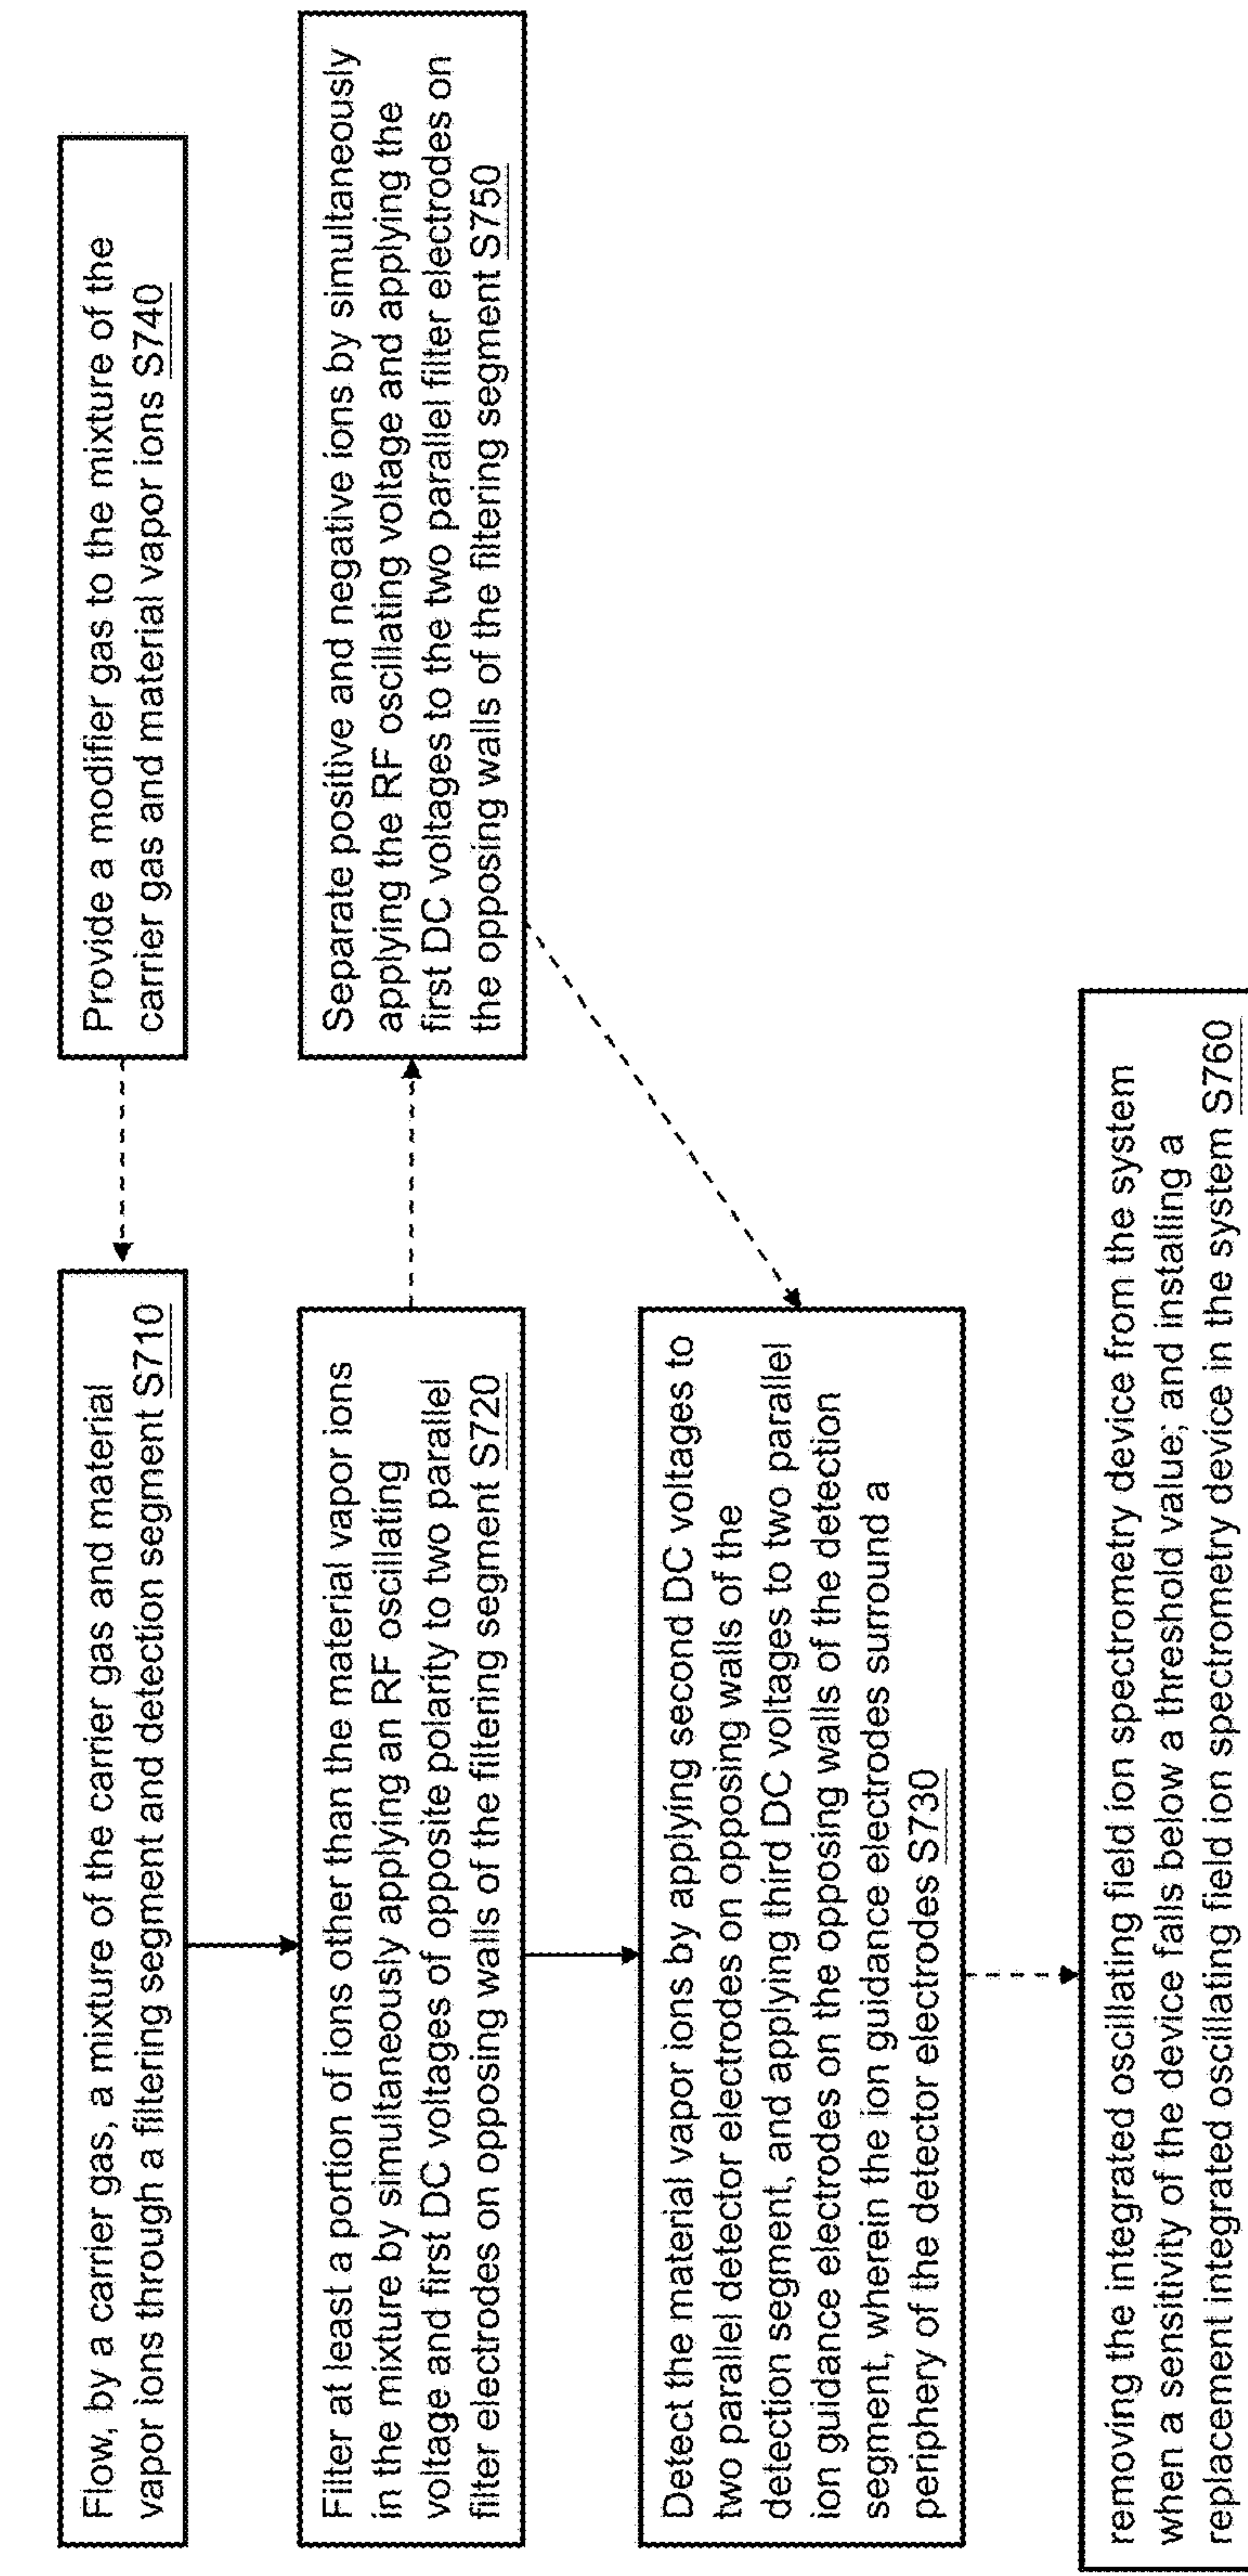 Flow, by a carrier gas, a mixture of the carrier gas and material
vapor ions through a filtering segment and detection segment S710
Provide a modifier gas to the mixture of the
carrier gas and material vapor ions S740
Filter at least a portion of ions other than the material vapor ions
in the mixture by simultaneously applying an RF oscillating
voltage and first DC voltages of opposite polarity to two parallel
filter electrodes on opposing walls of the filtering segment S720
Separate positive and negative ions by simultaneously
applying the RF oscillating voltage and applying the
first DC voltages to the two parallel filter electrodes on
the opposing walls of the filtering segment S750
Detect the material vapor ions by applying second DC voltages to
two parallel detector electrodes on opposing walls of the
detection segment, and applying third DC voltages to two parallel
ion guidance electrodes on the opposing walls of the detection
segment, wherein the ion guidance electrodes surround a
periphery of the detector electrodes S730
removing the integrated oscillating field ion spectrometry device from the system
when a sensitivity of the device falls below a threshold value; and installing a
replacement integrated oscillating field ion spectrometry device in the system S760